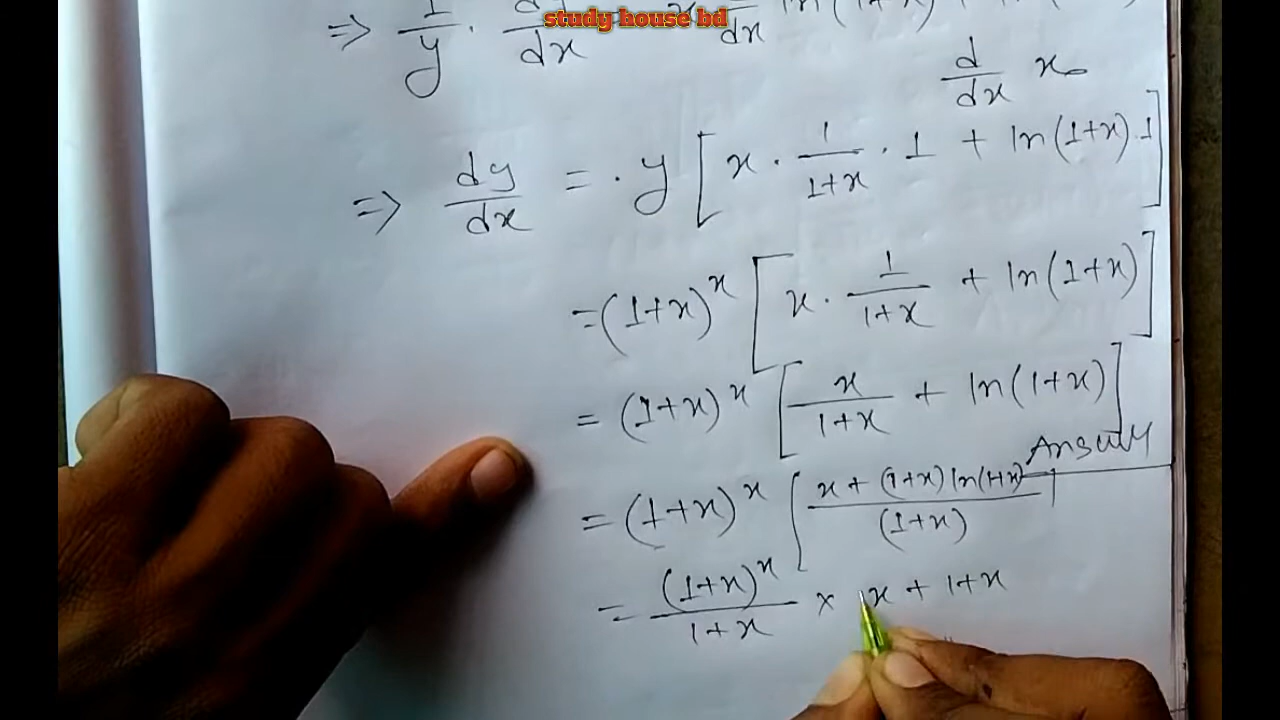 study house bd
=> 1/y · dx dx
d/dx x
=> dy/dx = · y [ x · 1/1+x · 1 + ln(1+x).1 ]
= (1+x)^x [ x · 1/1+x + ln(1+x) ]
= (1+x)^x [ x/1+x + ln(1+x) ]
Answer
= (1+x)^x [ x + (1+x) ln(1+x) / (1+x) ]
= (1+x)^x / 1+x × x + 1+x